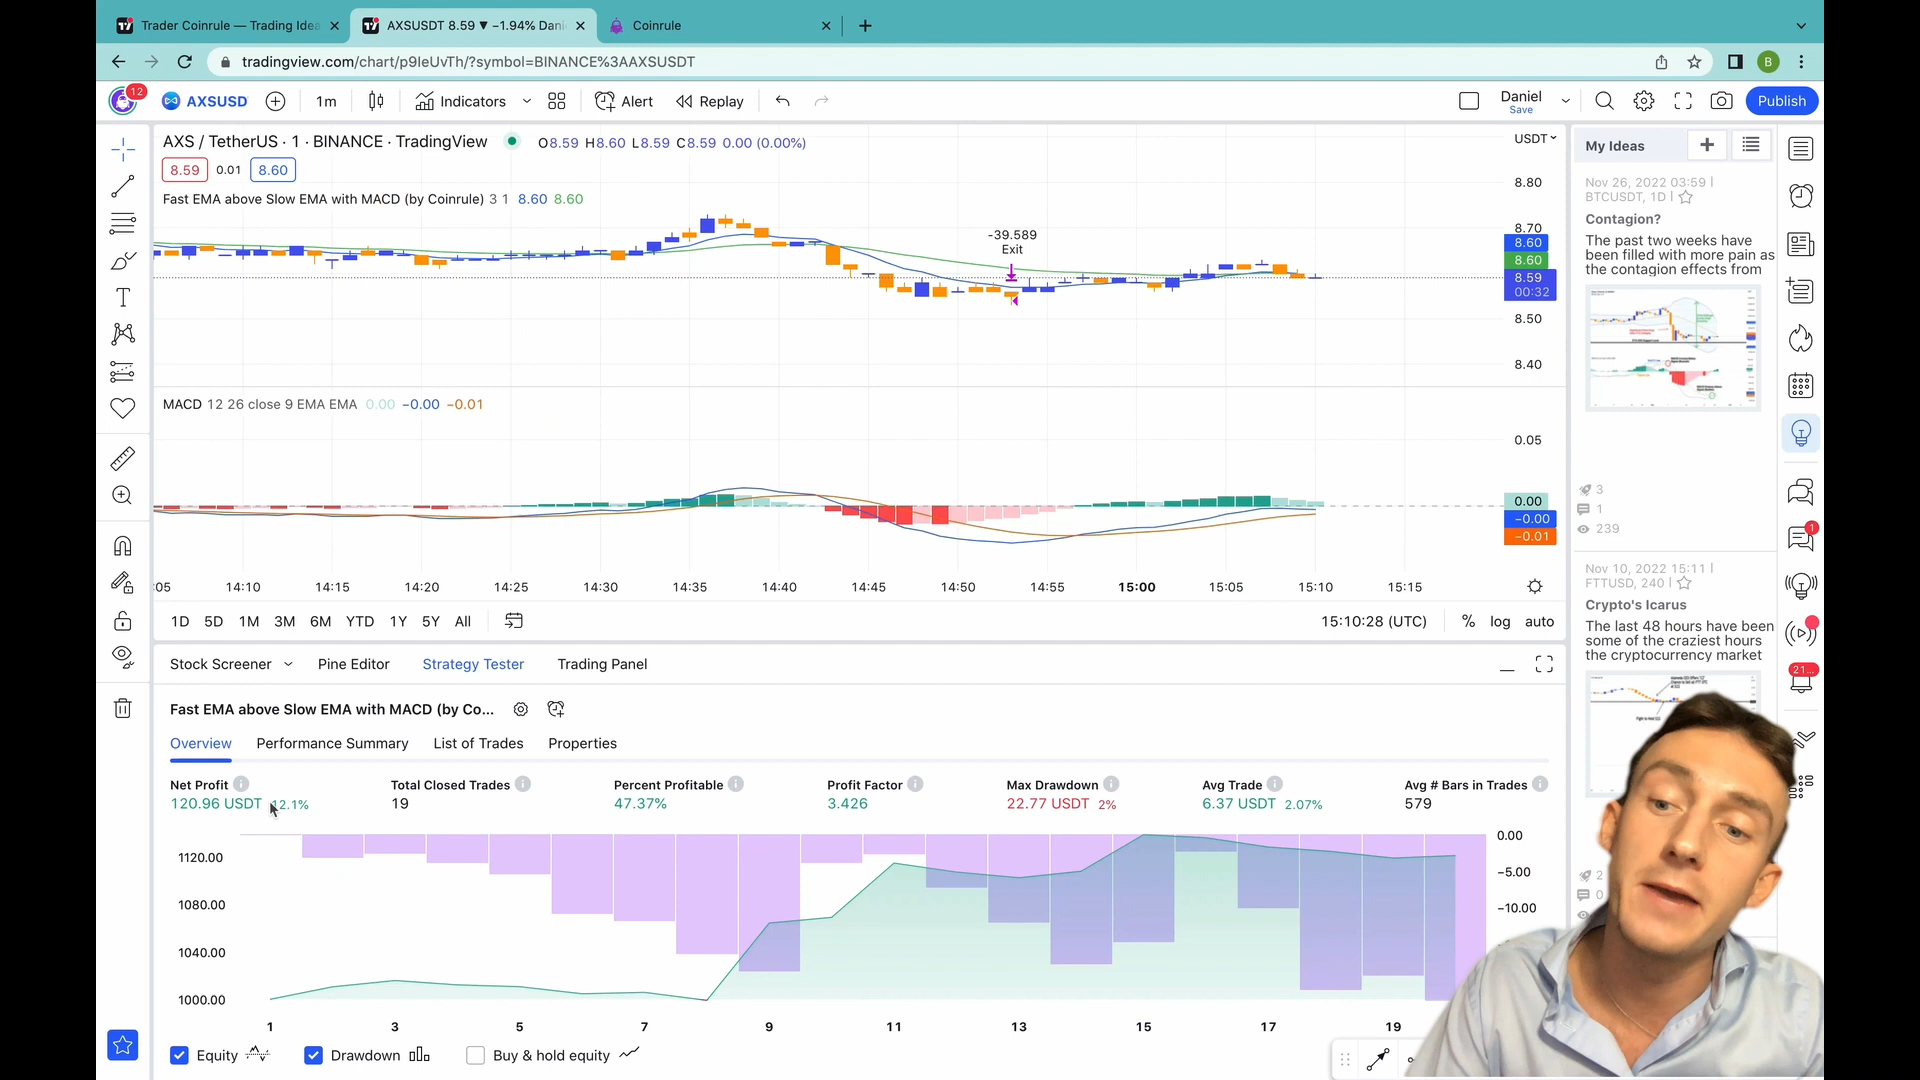 Trader Coinrule — Trading Idea
AXSUSDT 8.59 ▼ −1.94% Dani
Coinrule
tradingview.com/chart/p9IeUvTh/?symbol=BINANCE%3AAXSUSDT
B
12
AXSUSD
1m
Indicators
Alert
Replay
Daniel
Save
Publish
AXS / TetherUS · 1 · BINANCE · TradingView
O8.59 H8.60 L8.59 C8.59 0.00 (0.00%)
USDT
8.59 0.01 8.60
Fast EMA above Slow EMA with MACD (by Coinrule) 3 1 8.60 8.60
8.80
8.70
8.60
8.60
8.59
00:32
8.50
8.40
-39.589
Exit
MACD 12 26 close 9 EMA EMA 0.00 −0.00 −0.01
0.05
0.00
−0.00
−0.01
:05 14:10 14:15 14:20 14:25 14:30 14:35 14:40 14:45 14:50 14:55 15:00 15:05 15:10 15:15
1D 5D 1M 3M 6M YTD 1Y 5Y All
15:10:28 (UTC)
% log auto
My Ideas
Nov 26, 2022 03:59 |
BTCUSDT, 1D |
Contagion?
The past two weeks have
been filled with more pain as
the contagion effects from
3
1
239
Nov 10, 2022 15:11 |
FTTUSD, 240 |
Crypto's Icarus
The last 48 hours have been
some of the craziest hours
the cryptocurrency market
2
0
1
21...
Stock Screener
Pine Editor
Strategy Tester
Trading Panel
Fast EMA above Slow EMA with MACD (by Co...
Overview
Performance Summary
List of Trades
Properties
Net Profit
120.96 USDT 12.1%
Total Closed Trades
19
Percent Profitable
47.37%
Profit Factor
3.426
Max Drawdown
22.77 USDT 2%
Avg Trade
6.37 USDT 2.07%
Avg # Bars in Trades
579
1120.00
1080.00
1040.00
1000.00
0.00
−5.00
−10.00
1 3 5 7 9 11 13 15 17 19
Equity
Drawdown
Buy & hold equity